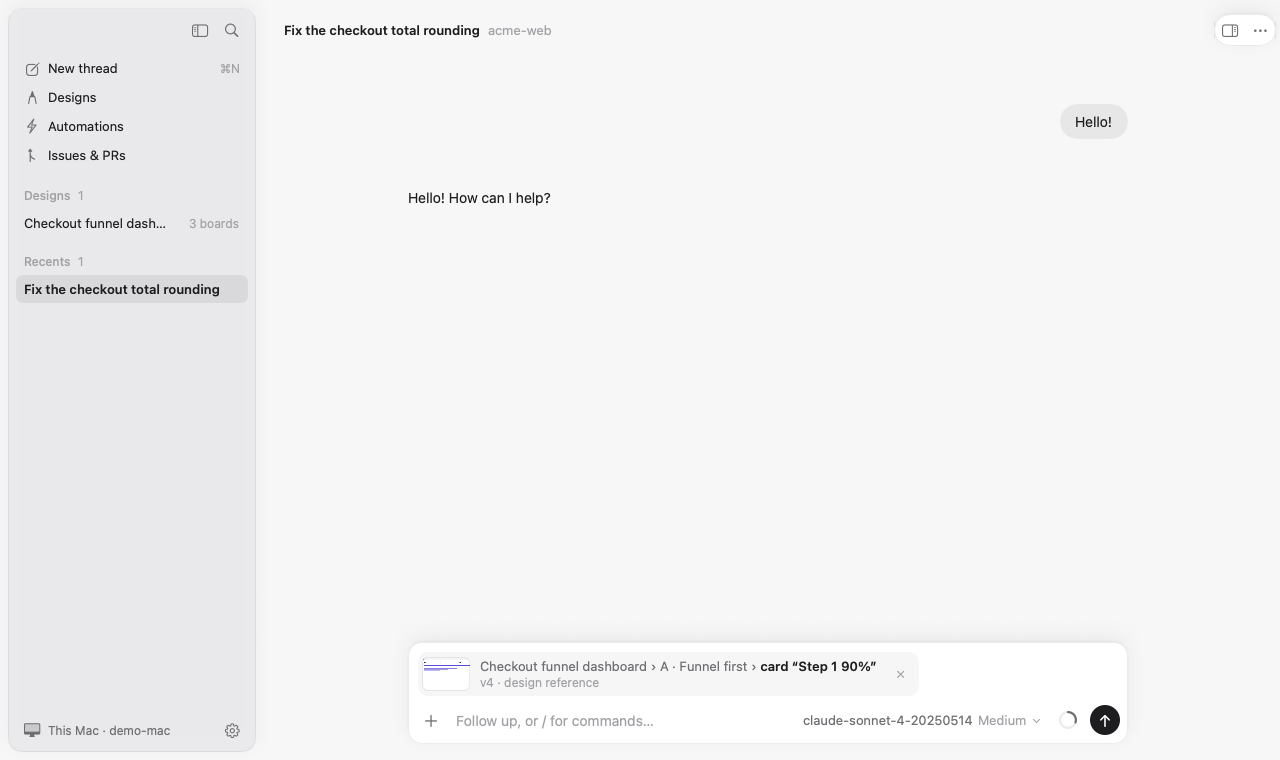 Fix the checkout total rounding acme-web
New thread ⌘N
Designs
Automations
Issues & PRs
Designs 1
Checkout funnel dash... 3 boards
Recents 1
Fix the checkout total rounding
This Mac · demo-mac
Hello!
Hello! How can I help?
Checkout funnel dashboard › A · Funnel first › card “Step 1 90%”
v4 · design reference
Follow up, or / for commands...
claude-sonnet-4-20250514 Medium